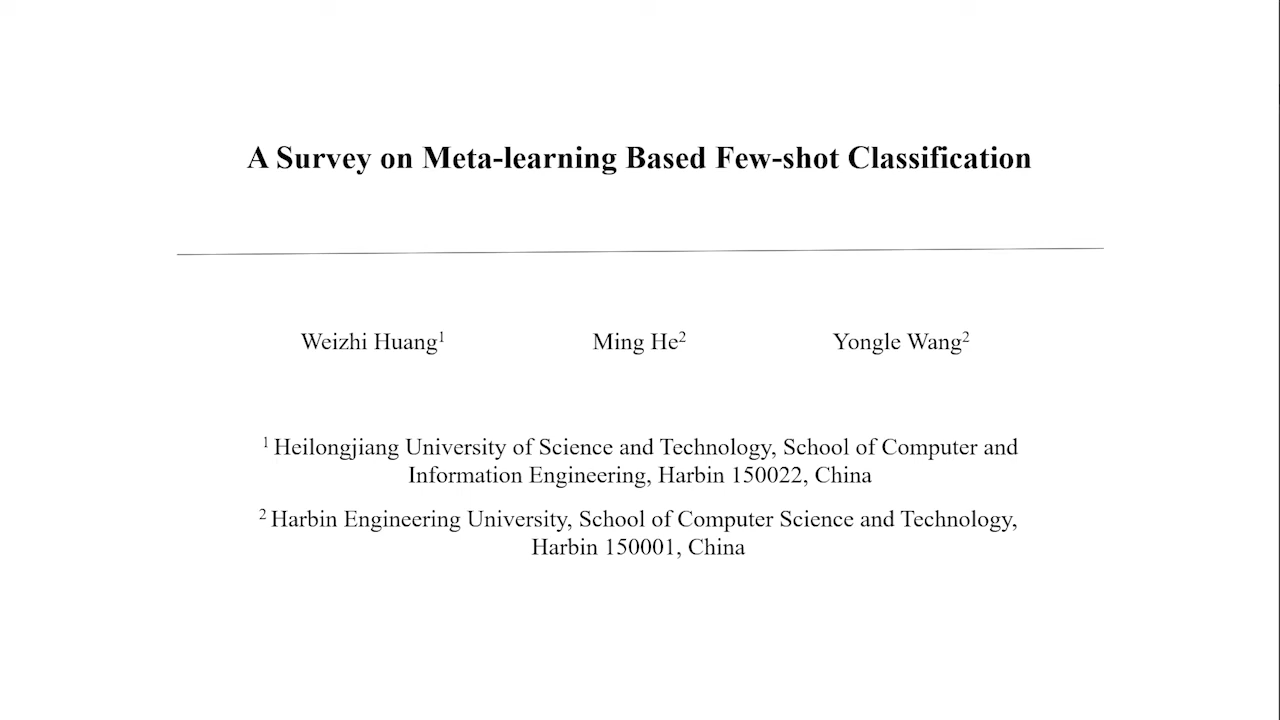 A Survey on Meta-learning Based Few-shot Classification
Weizhi Huang¹ Ming He² Yongle Wang²
¹ Heilongjiang University of Science and Technology, School of Computer and
Information Engineering, Harbin 150022, China
² Harbin Engineering University, School of Computer Science and Technology,
Harbin 150001, China